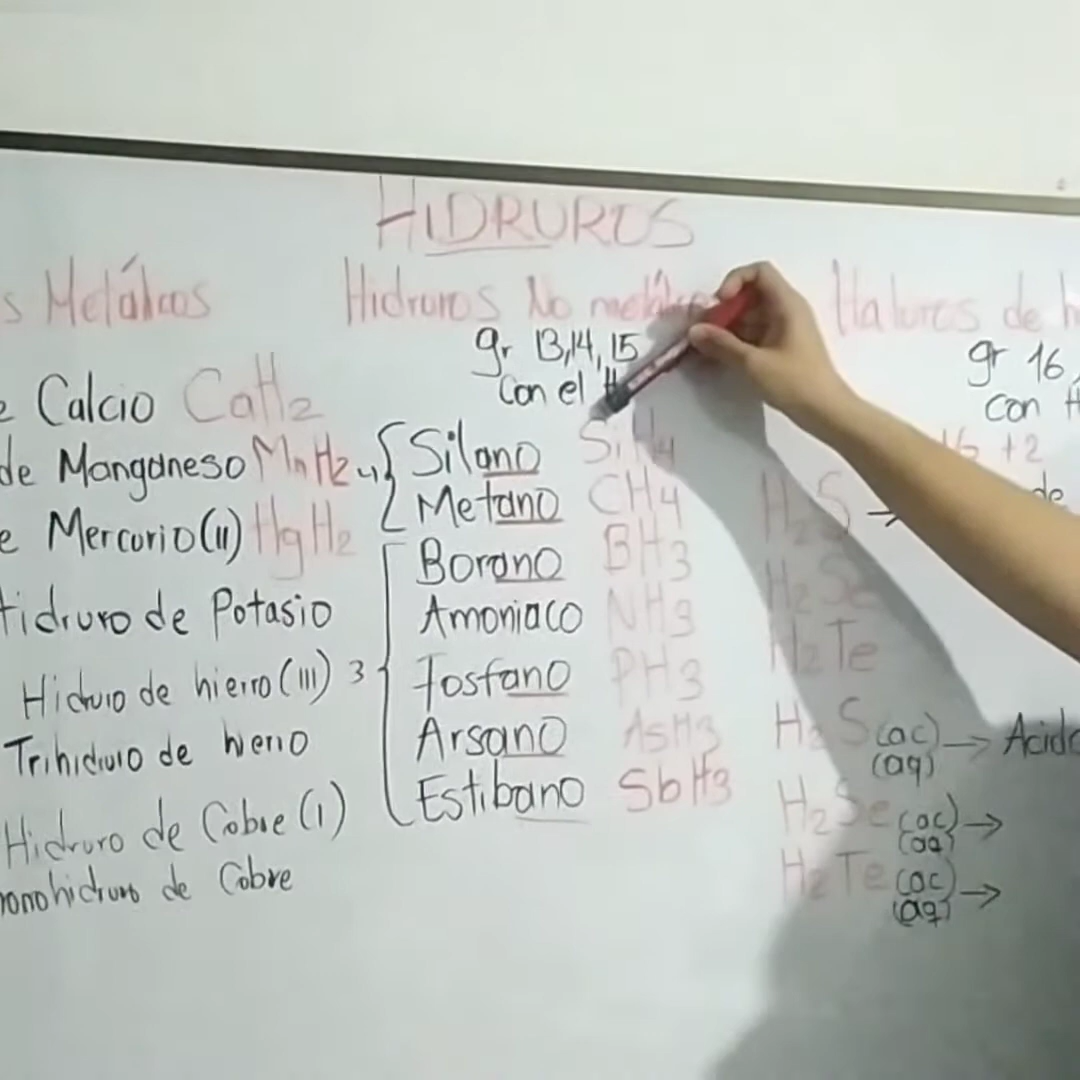 HIDRUROS
s Metálicos
e Calcio CaH2
de Manganeso MnH2
e Mercurio(II) HgH2
Hidruro de Potasio
Hidruro de hierro(III)
Trihidruro de hierro
Hidruro de Cobre(I)
monohidruro de Cobre
Hidruros No metálicos
gr 13,14,15
Con el H
4 { Silano SiH4
Metano CH4
3 { Borano BH3
Amoniaco NH3
Fosfano PH3
Arsano AsH3
Estibano SbH3
Haluros de h
gr 16,
con H
+2
de
H2S →
H2Se
H2Te
H2S(ac) → Acido
(aq)
H2Se(ac) →
(aq)
H2Te(ac) →
(aq)